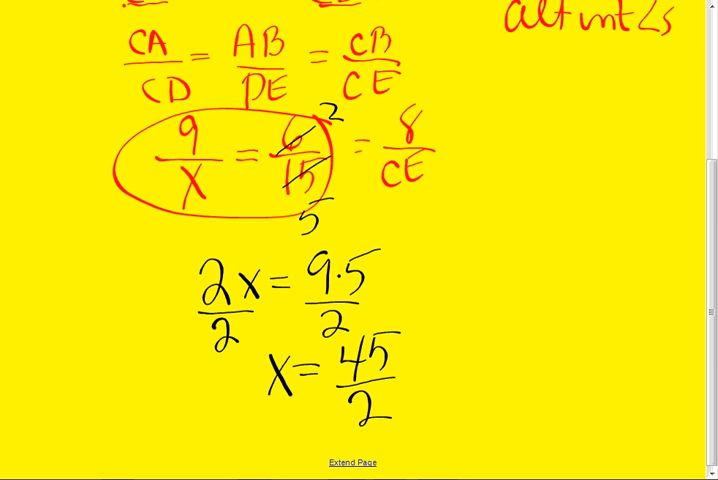 alt int ∠s
CA/CD = AB/DE = CB/CE
9/x = 6/15 = 8/CE
2
5
2x/2 = 9·5/2
x = 45/2
Extend Page